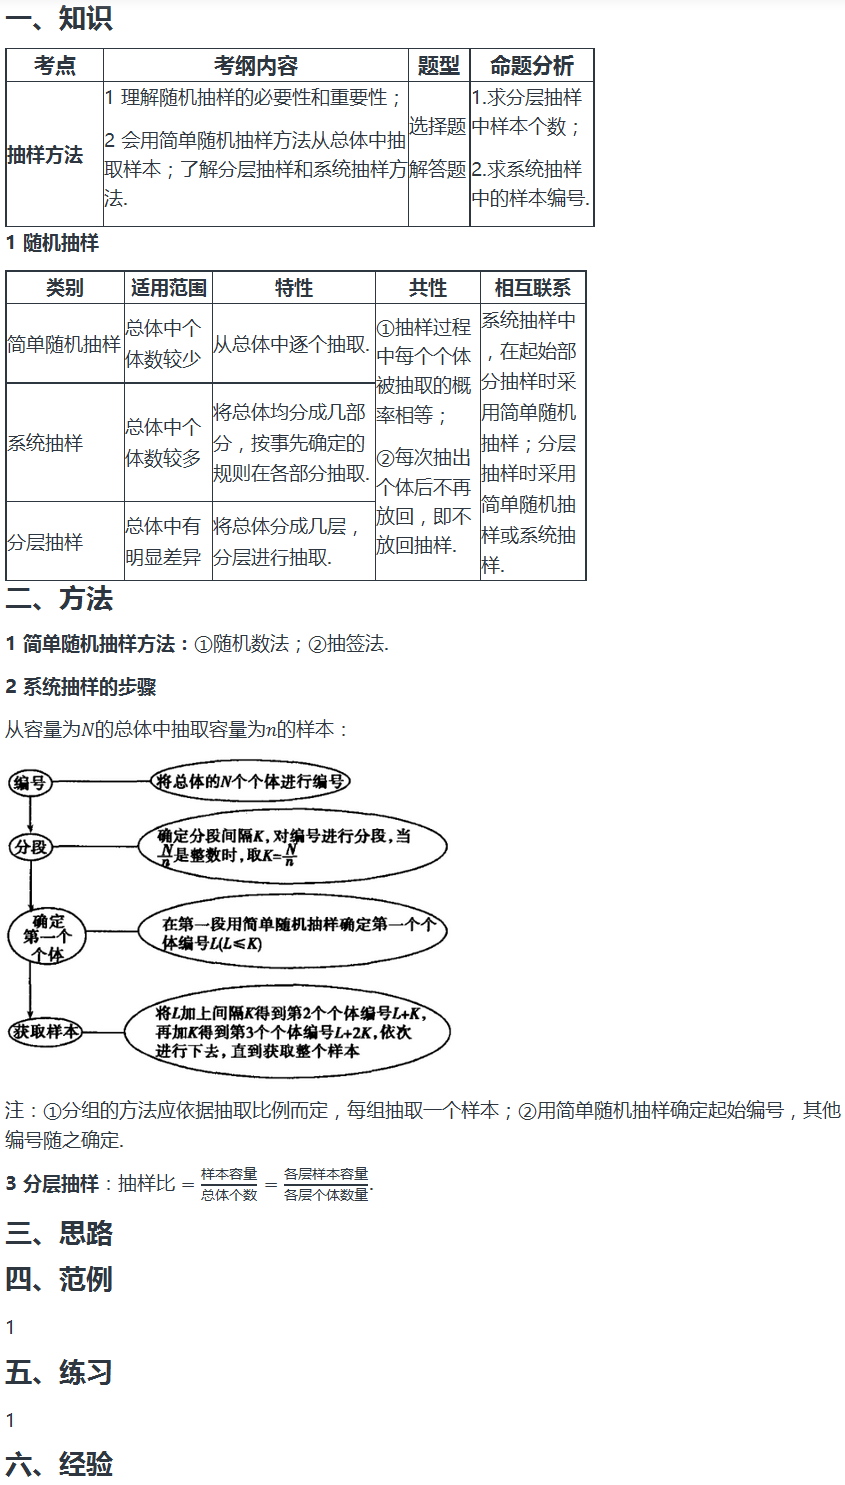 一、知识
考点 考纲内容 题型 命题分析
抽样方法
1 理解随机抽样的必要性和重要性；
2 会用简单随机抽样方法从总体中抽
取样本；了解分层抽样和系统抽样方
法.
选择题
解答题
1.求分层抽样
中样本个数；
2.求系统抽样
中的样本编号.
1 随机抽样
类别 适用范围 特性 共性 相互联系
简单随机抽样
总体中个
体数较少
从总体中逐个抽取.
①抽样过程
中每个个体
被抽取的概
率相等；
②每次抽出
个体后不再
放回，即不
放回抽样.
系统抽样中
，在起始部
分抽样时采
用简单随机
抽样；分层
抽样时采用
简单随机抽
样或系统抽
样.
系统抽样
总体中个
体数较多
将总体均分成几部
分，按事先确定的
规则在各部分抽取.
分层抽样
总体中有
明显差异
将总体分成几层，
分层进行抽取.
二、方法
1 简单随机抽样方法：①随机数法；②抽签法.
2 系统抽样的步骤
从容量为N的总体中抽取容量为n的样本：
编号
将总体的N个个体进行编号
分段
确定分段间隔K，对编号进行分段，当
N/n是整数时，取K=N/n
确定
第一个
个体
在第一段用简单随机抽样确定第一个个
体编号L(L≤K)
获取样本
将L加上间隔K得到第2个个体编号L+K，
再加K得到第3个个体编号L+2K，依次
进行下去，直到获取整个样本
注：①分组的方法应依据抽取比例而定，每组抽取一个样本；②用简单随机抽样确定起始编号，其他
编号随之确定.
3 分层抽样：抽样比 = 样本容量/总体个数 = 各层样本容量/各层个体数量.
三、思路
四、范例
1
五、练习
1
六、经验